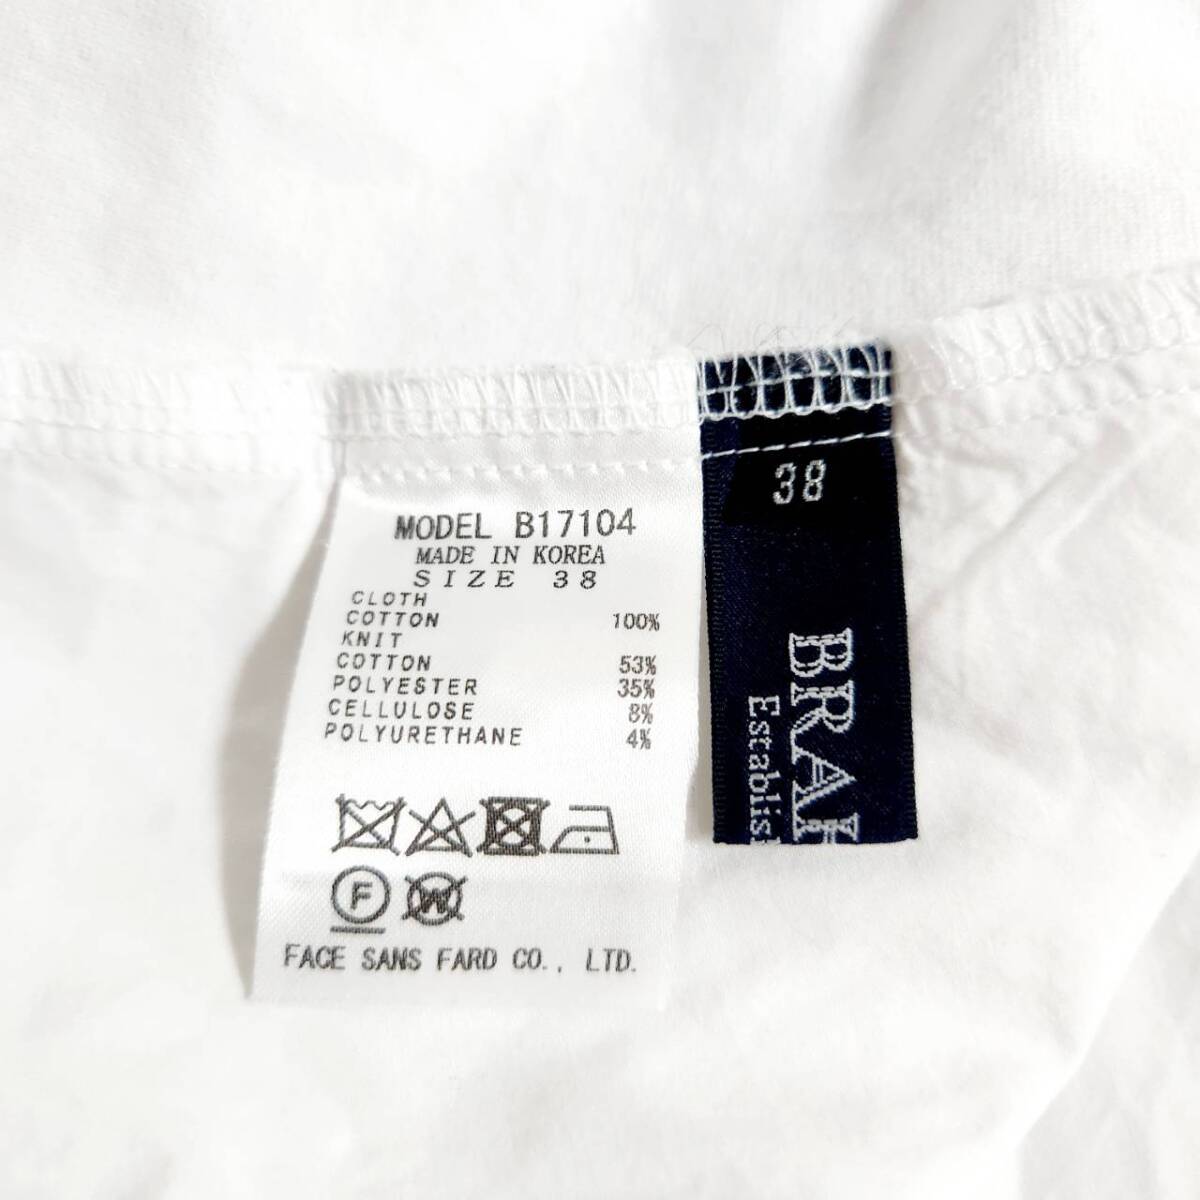 MODEL B17104
MADE IN KOREA
SIZE 38
CLOTH
COTTON 100%
KNIT
COTTON 53%
POLYESTER 35%
CELLULOSE 8%
POLYURETHANE 4%
F W
FACE SANS FARD CO., LTD.
38